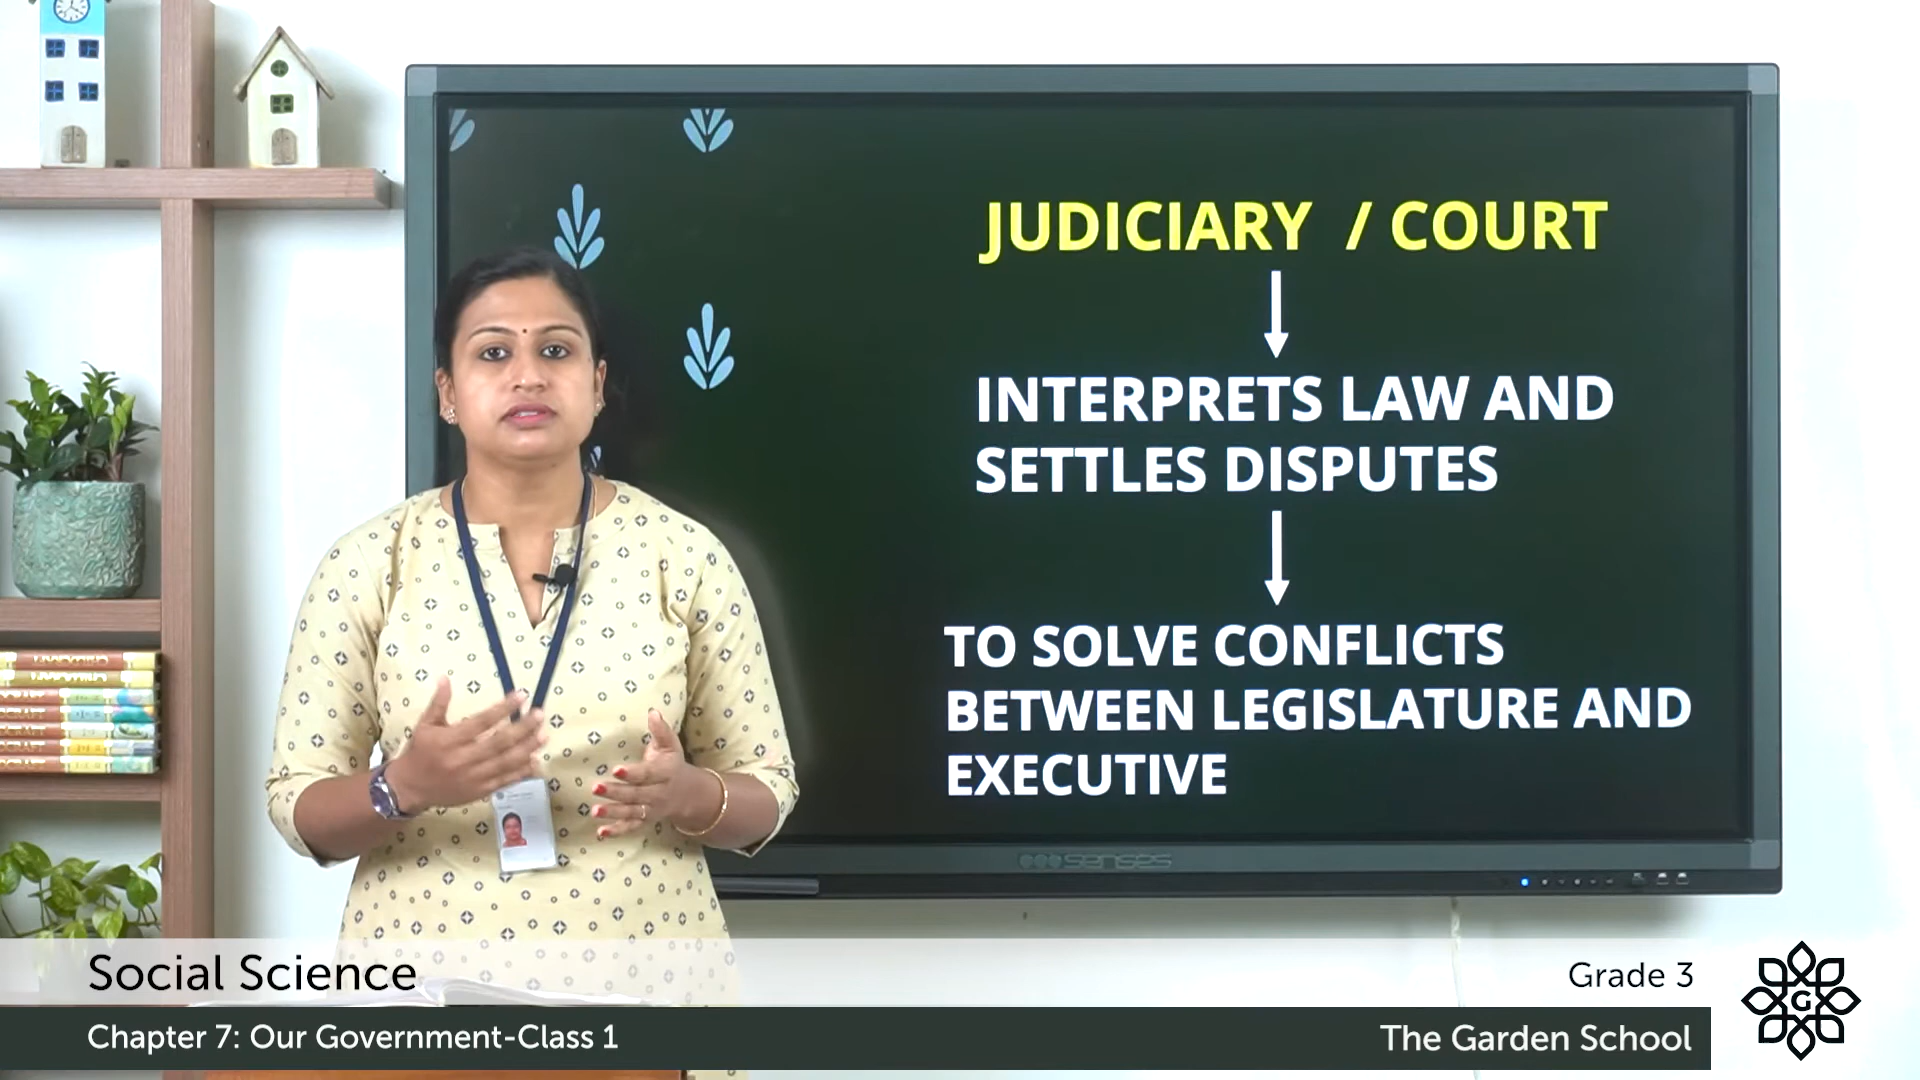 JUDICIARY / COURT
INTERPRETS LAW AND
SETTLES DISPUTES
TO SOLVE CONFLICTS
BETWEEN LEGISLATURE AND
EXECUTIVE
senses
Social Science
Grade 3
Chapter 7: Our Government-Class 1
The Garden School
G